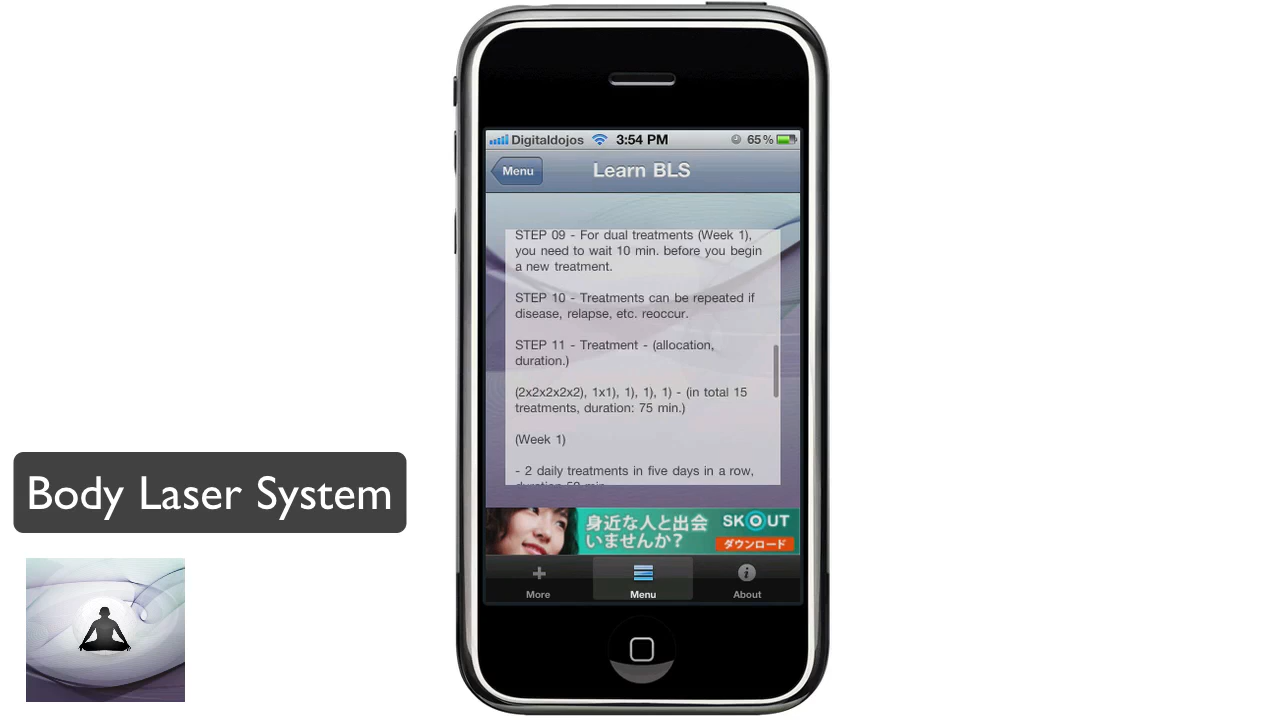 Digitaldojos 3:54 PM 65%
Menu Learn BLS
STEP 09 - For dual treatments (Week 1),
you need to wait 10 min. before you begin
a new treatment.
STEP 10 - Treatments can be repeated if
disease, relapse, etc. reoccur.
STEP 11 - Treatment - (allocation,
duration.)
(2x2x2x2x2), 1x1), 1), 1), 1) - (in total 15
treatments, duration: 75 min.)
(Week 1)
- 2 daily treatments in five days in a row,
Body Laser System
身近な人と出会
いませんか?
SKOUT
ダウンロード
More Menu About